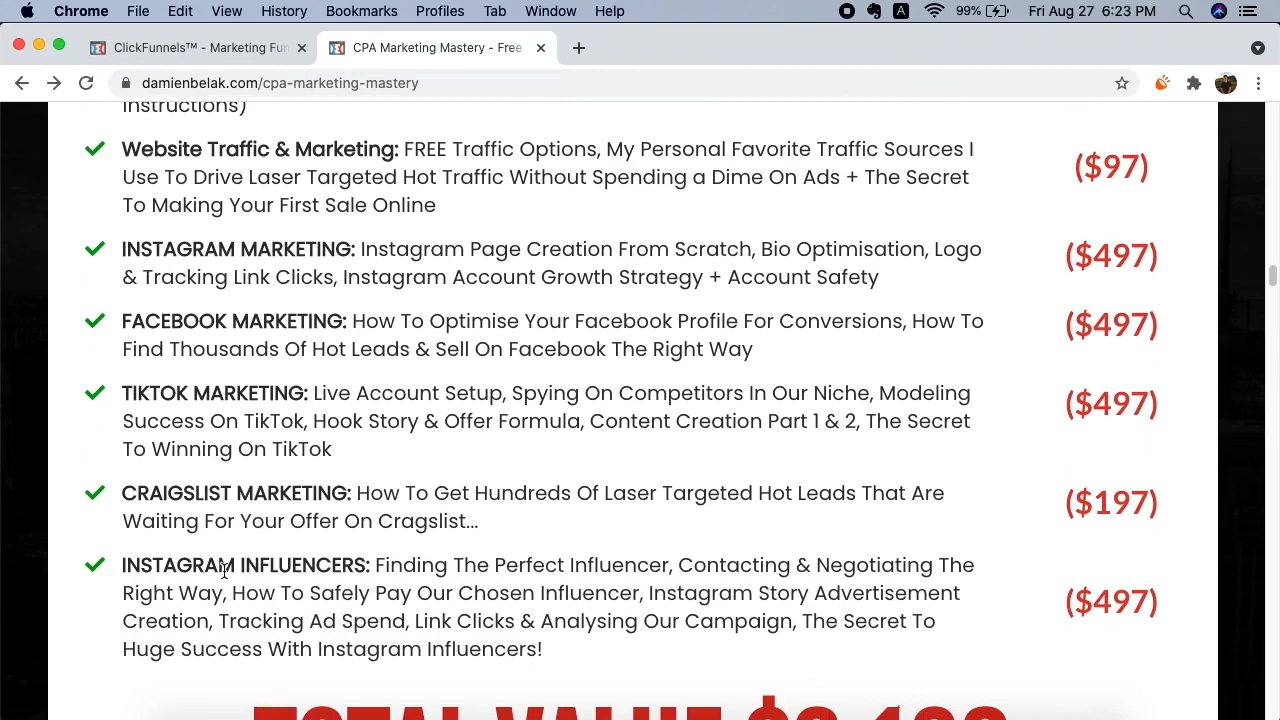 Chrome File Edit View History Bookmarks Profiles Tab Window Help A 99% Fri Aug 27 6:23 PM
ClickFunnels™ - Marketing Fun CPA Marketing Mastery - Free
damienbelak.com/cpa-marketing-mastery
Instructions)
Website Traffic & Marketing: FREE Traffic Options, My Personal Favorite Traffic Sources I
Use To Drive Laser Targeted Hot Traffic Without Spending a Dime On Ads + The Secret
To Making Your First Sale Online
($97)
INSTAGRAM MARKETING: Instagram Page Creation From Scratch, Bio Optimisation, Logo
& Tracking Link Clicks, Instagram Account Growth Strategy + Account Safety
($497)
FACEBOOK MARKETING: How To Optimise Your Facebook Profile For Conversions, How To
Find Thousands Of Hot Leads & Sell On Facebook The Right Way
($497)
TIKTOK MARKETING: Live Account Setup, Spying On Competitors In Our Niche, Modeling
Success On TikTok, Hook Story & Offer Formula, Content Creation Part 1 & 2, The Secret
To Winning On TikTok
($497)
CRAIGSLIST MARKETING: How To Get Hundreds Of Laser Targeted Hot Leads That Are
Waiting For Your Offer On Cragslist...
($197)
INSTAGRAM INFLUENCERS: Finding The Perfect Influencer, Contacting & Negotiating The
Right Way, How To Safely Pay Our Chosen Influencer, Instagram Story Advertisement
Creation, Tracking Ad Spend, Link Clicks & Analysing Our Campaign, The Secret To
Huge Success With Instagram Influencers!
($497)
TOTAL VALUE